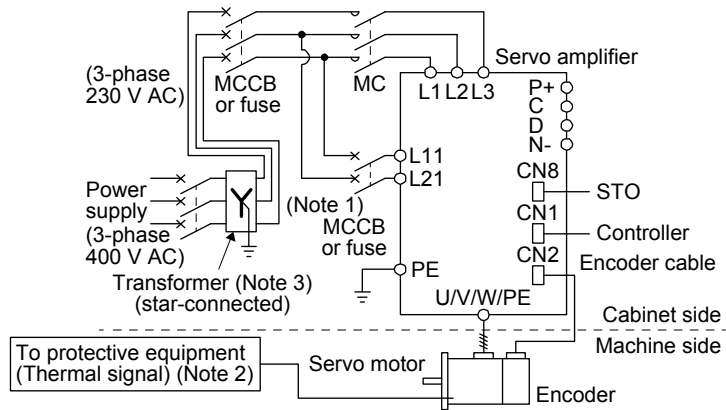 (3-phase
230 V AC)
MCCB
or fuse
MC
Servo amplifier
L1 L2 L3
P+
C
D
N-
L11
L21
(Note 1)
MCCB
or fuse
Power
supply
(3-phase
400 V AC)
Transformer (Note 3)
(star-connected)
PE
CN8
STO
CN1
Controller
CN2
Encoder cable
U/V/W/PE
Cabinet side
Machine side
To protective equipment
(Thermal signal) (Note 2)
Servo motor
Encoder